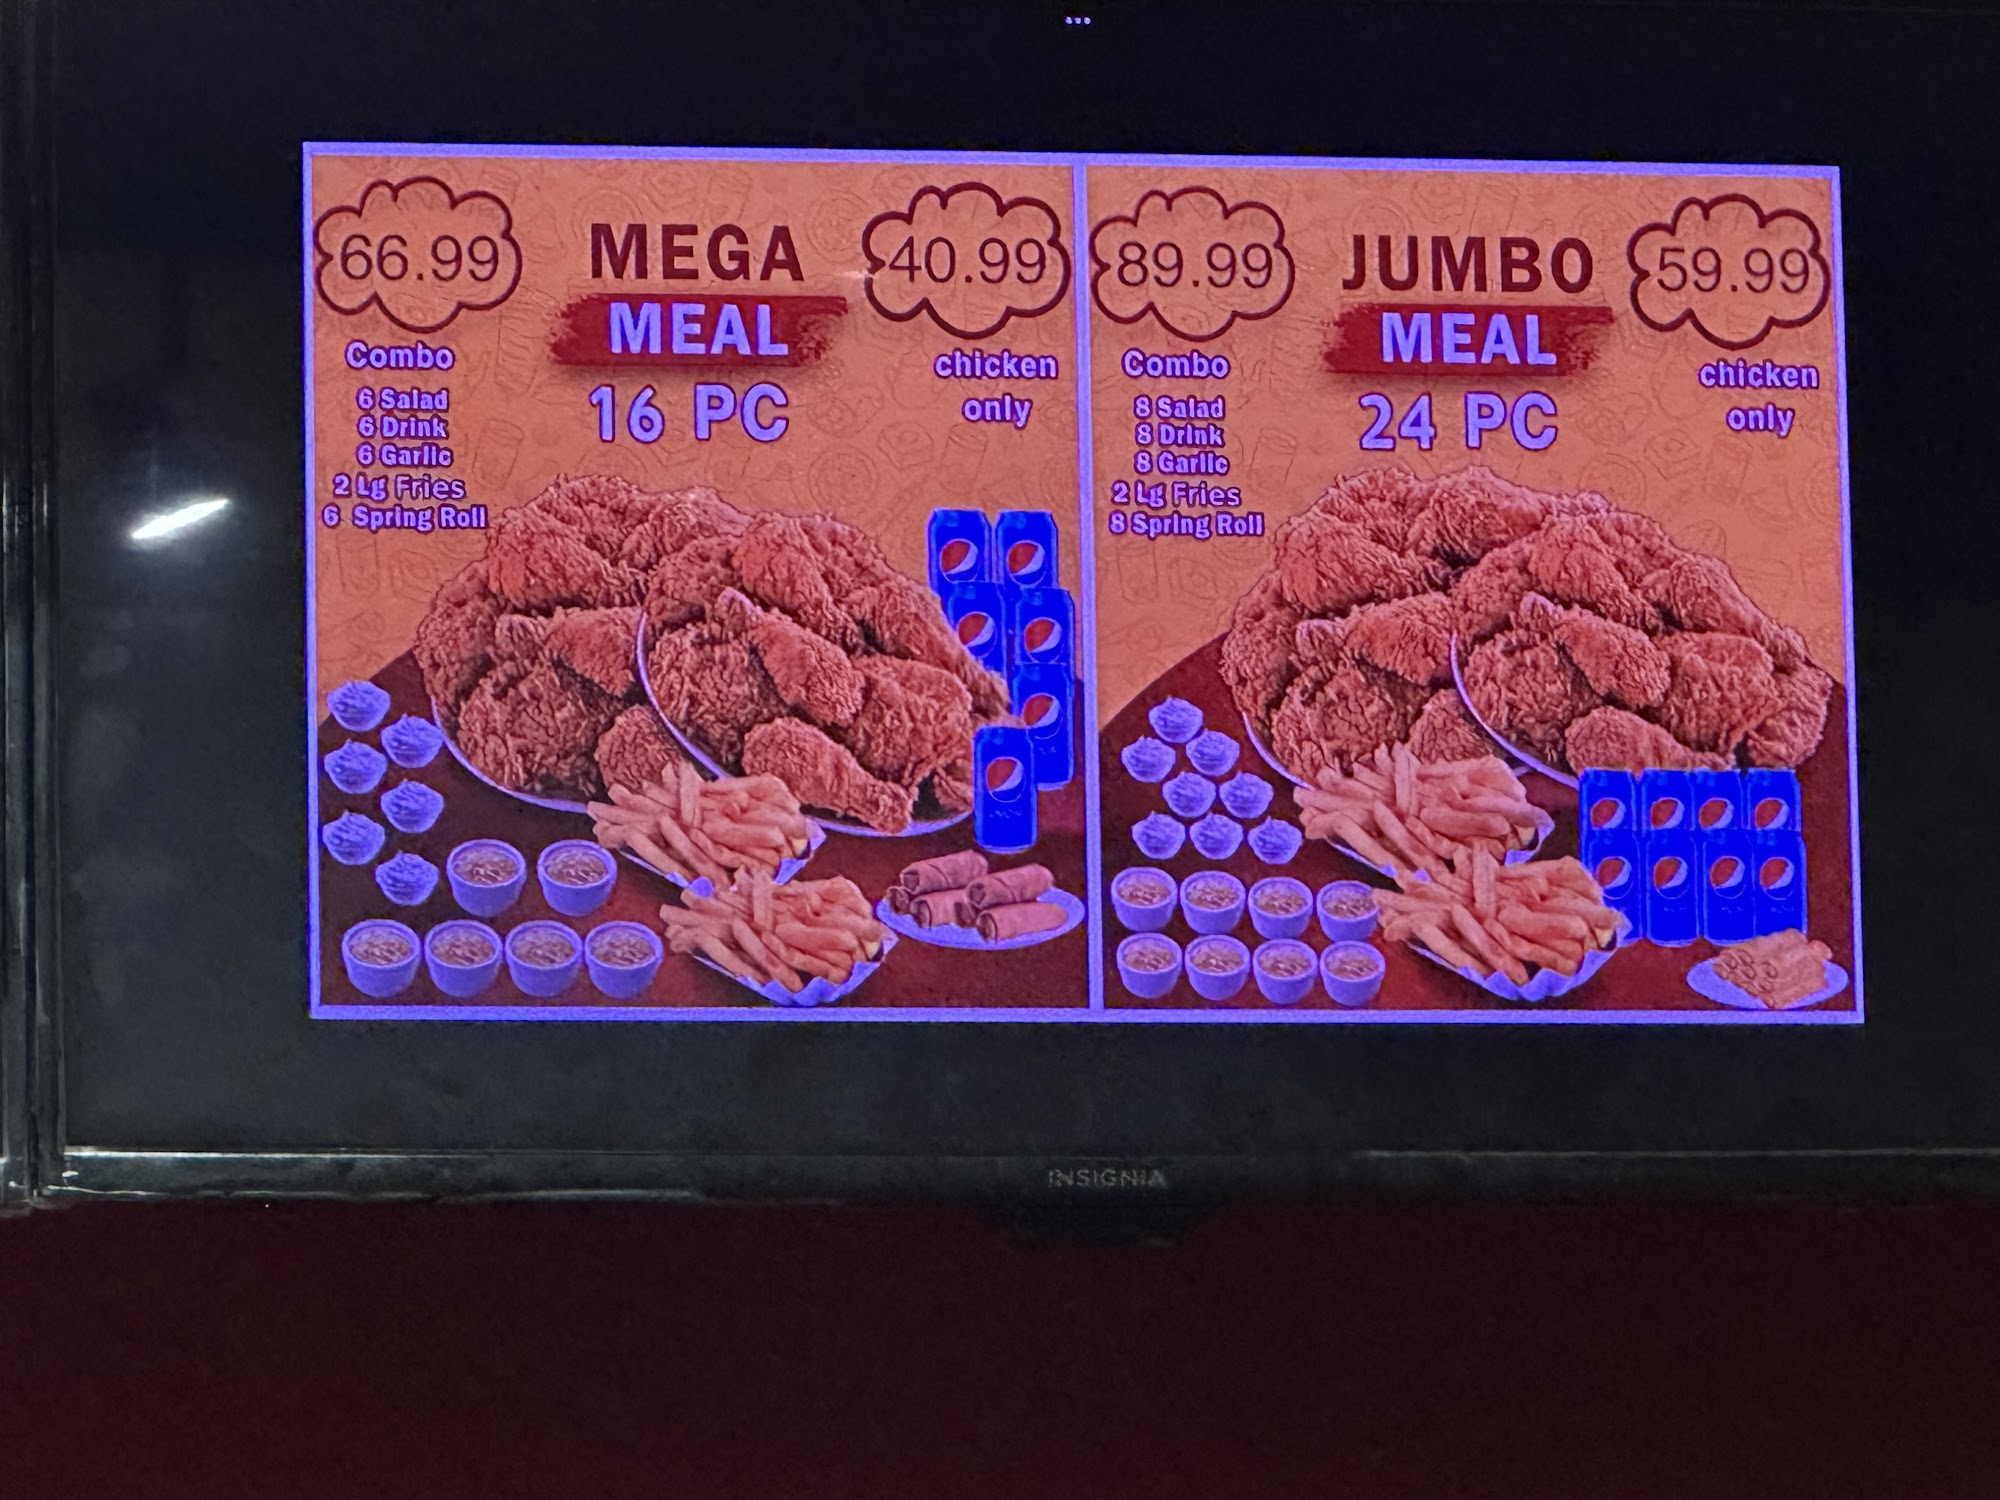 66.99
MEGA
MEAL
16 PC
40.99
Combo
6 Salad
6 Drink
6 Garlic
2 Lg Fries
6 Spring Roll
chicken
only
89.99
JUMBO
MEAL
24 PC
59.99
Combo
8 Salad
8 Drink
8 Garlic
2 Lg Fries
8 Spring Roll
chicken
only
INSIGNIA